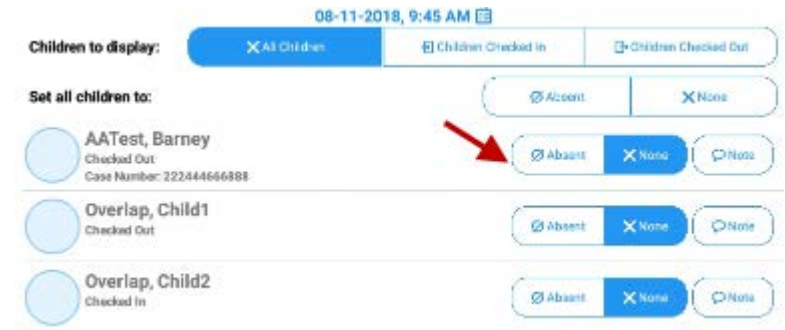 08-11-2018, 9:45 AM
Children to display: All Children Children Checked In Children Checked Out
Set all children to: Absent None
AATest, Barney
Checked Out
Case Number: 222444666888
Absent None Note
Overlap, Child1
Checked Out
Absent None Note
Overlap, Child2
Checked In
Absent None Note